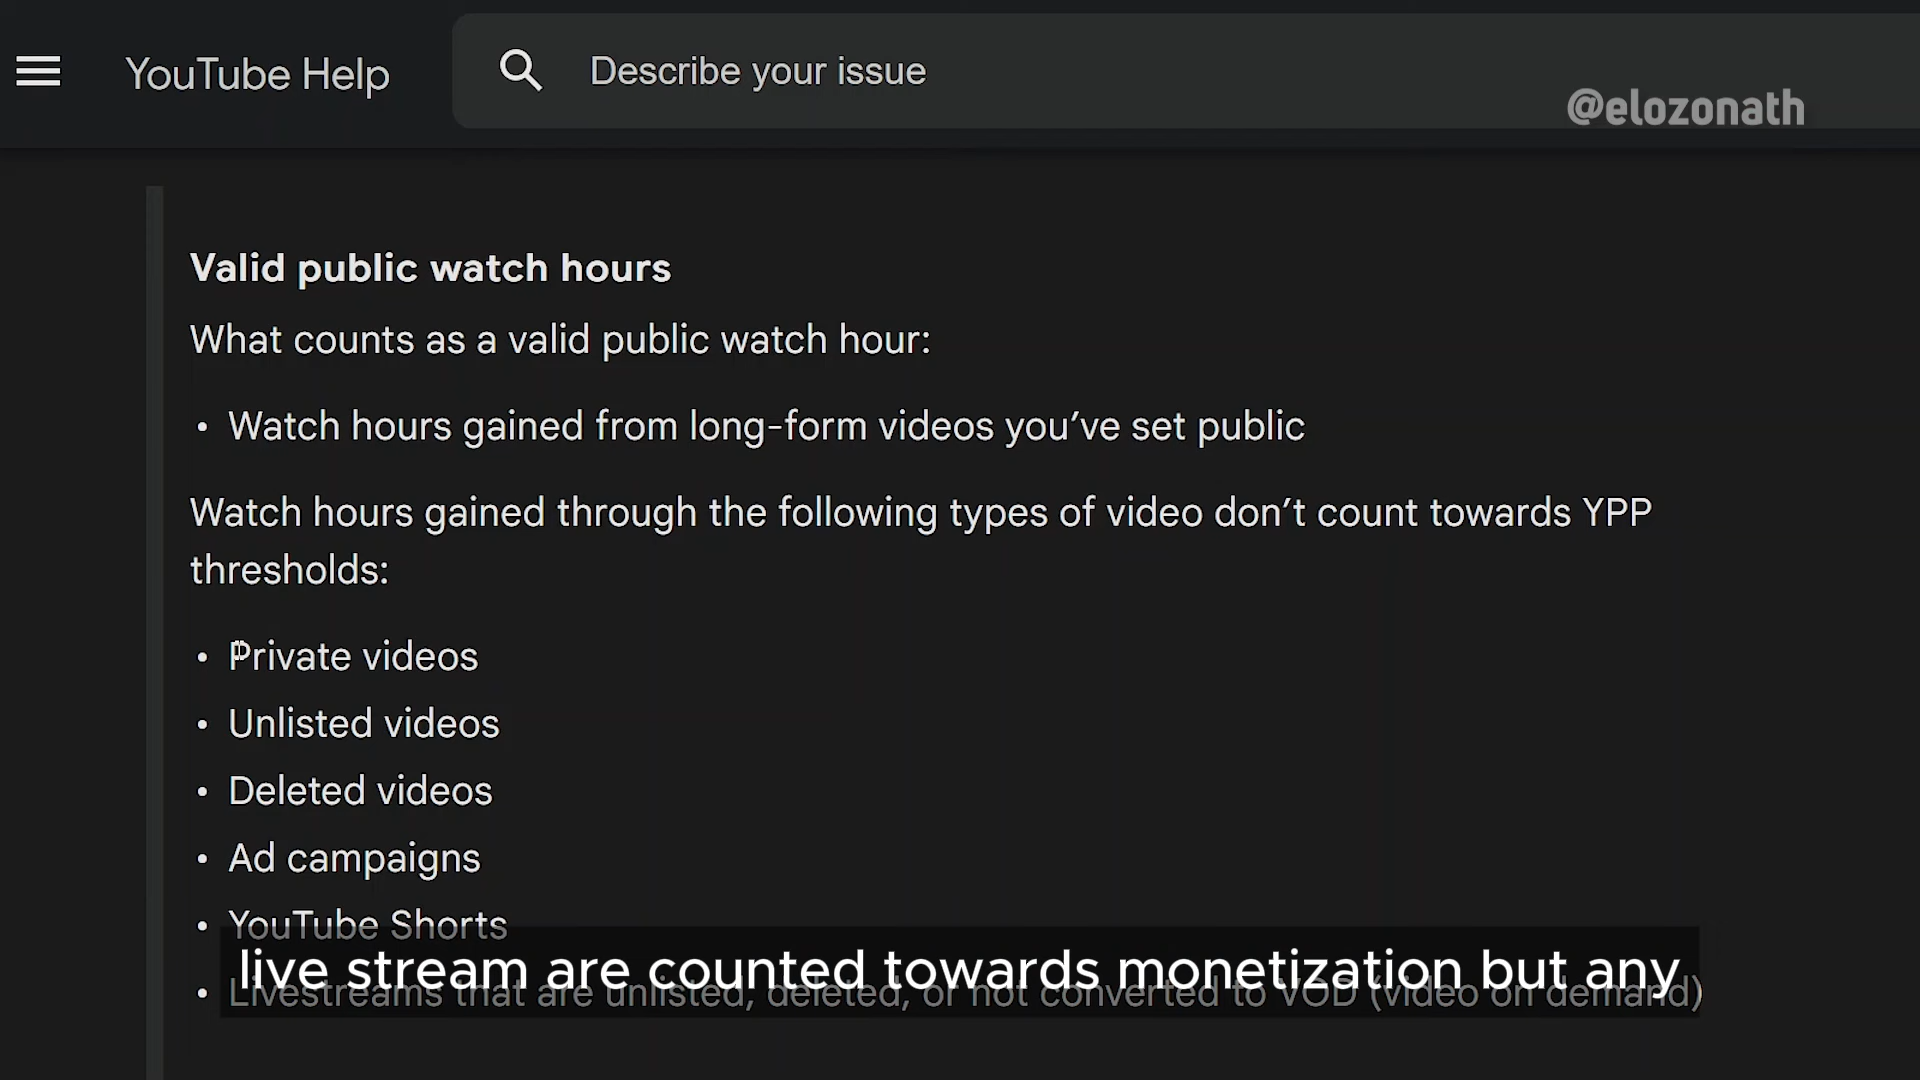 YouTube Help
Describe your issue
@elozonath
Valid public watch hours
What counts as a valid public watch hour:
• Watch hours gained from long-form videos you’ve set public
Watch hours gained through the following types of video don’t count towards YPP
thresholds:
• Private videos
• Unlisted videos
• Deleted videos
• Ad campaigns
• YouTube Shorts
live stream are counted towards monetization but any
• Livestreams that are unlisted, deleted, or not converted to VOD (video on demand)